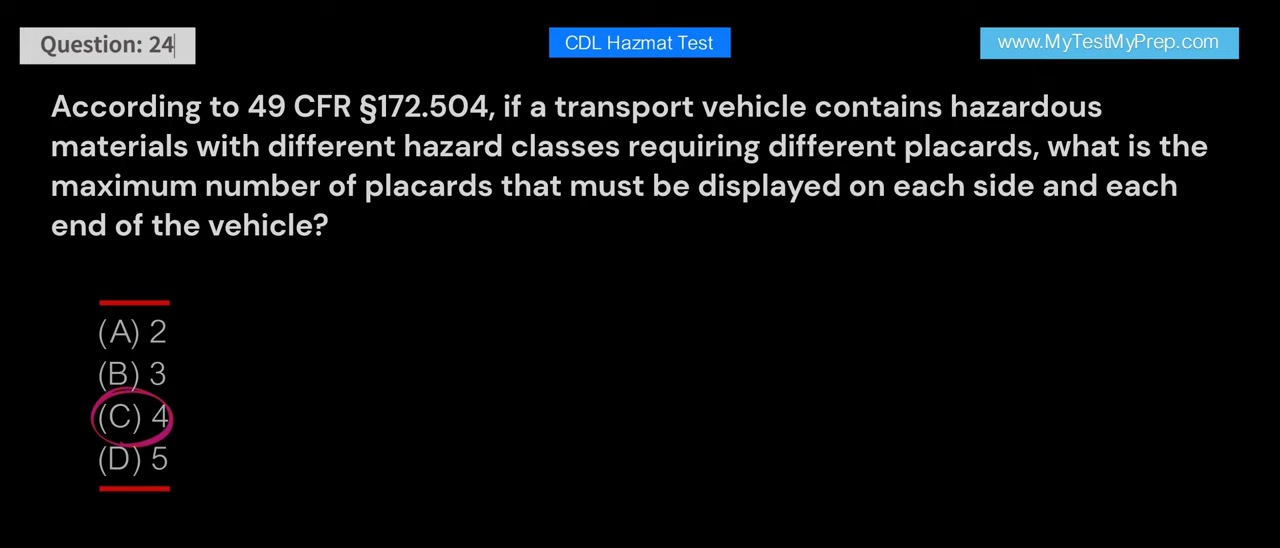 Question: 24
CDL Hazmat Test
www.MyTestMyPrep.com
According to 49 CFR §172.504, if a transport vehicle contains hazardous
materials with different hazard classes requiring different placards, what is the
maximum number of placards that must be displayed on each side and each
end of the vehicle?
(A) 2
(B) 3
(C) 4
(D) 5